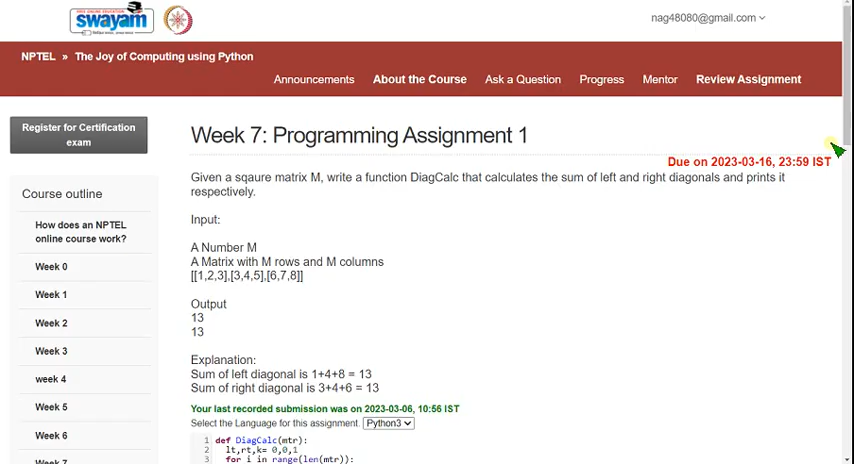 swayam
nag48080@gmail.com
NPTEL » The Joy of Computing using Python
Announcements About the Course Ask a Question Progress Mentor Review Assignment
Register for Certification
exam
Week 7: Programming Assignment 1
Due on 2023-03-16, 23:59 IST
Course outline
How does an NPTEL
online course work?
Week 0
Week 1
Week 2
Week 3
week 4
Week 5
Week 6
Week 7
Given a sqaure matrix M, write a function DiagCalc that calculates the sum of left and right diagonals and prints it
respectively.
Input:
A Number M
A Matrix with M rows and M columns
[[1,2,3],[3,4,5],[6,7,8]]
Output
13
13
Explanation:
Sum of left diagonal is 1+4+8 = 13
Sum of right diagonal is 3+4+6 = 13
Your last recorded submission was on 2023-03-06, 10:56 IST
Select the Language for this assignment. Python3
1 def DiagCalc(mtr):
2 lt,rt,k= 0,0,1
3 for i in range(len(mtr)):